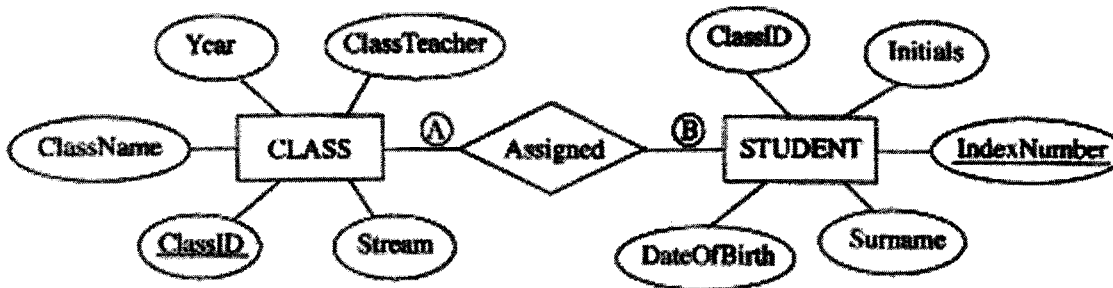 Year
ClassTeacher
ClassID
Initials
ClassName
CLASS
A
Assigned
B
STUDENT
IndexNumber
ClassID
Stream
DateOfBirth
Surname